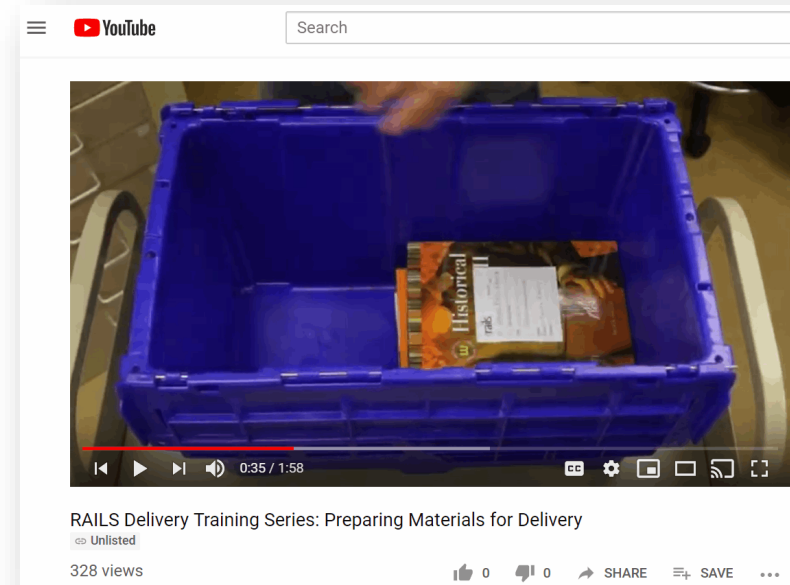 YouTube
Search
Historical
rails
0:35 / 1:58
CC
RAILS Delivery Training Series: Preparing Materials for Delivery
Unlisted
328 views
0
0
SHARE
SAVE